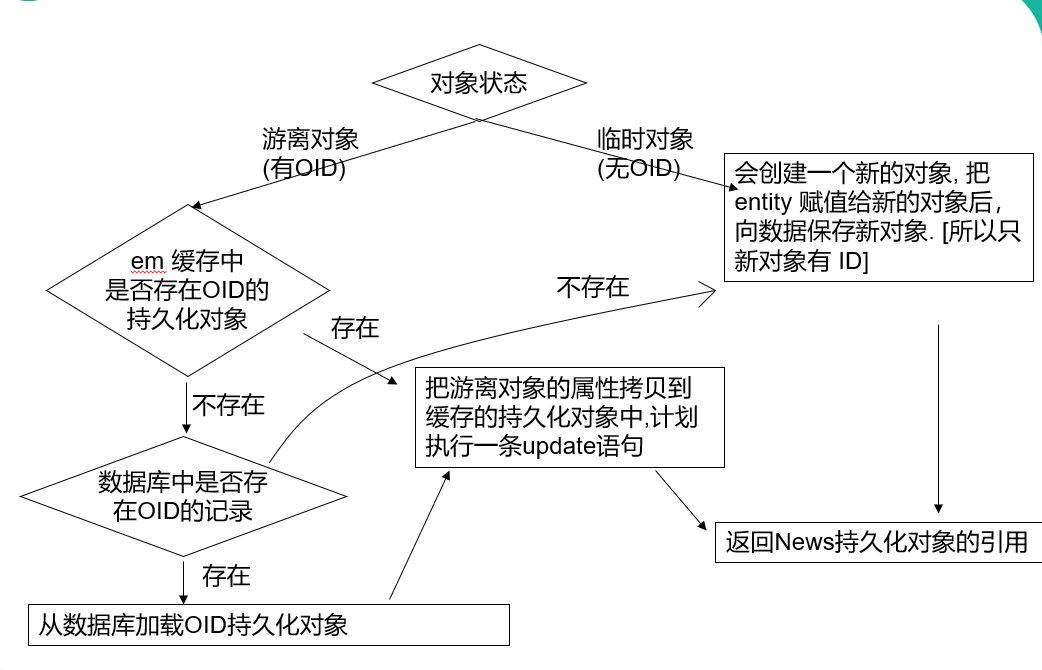 对象状态
游离对象
(有OID)
临时对象
(无OID)
会创建一个新的对象, 把
entity 赋值给新的对象后,
向数据保存新对象. [所以只
新对象有 ID]
em 缓存中
是否存在OID的
持久化对象
不存在
存在
把游离对象的属性拷贝到
缓存的持久化对象中,计划
执行一条update语句
不存在
数据库中是否存
在OID的记录
返回News持久化对象的引用
存在
从数据库加载OID持久化对象